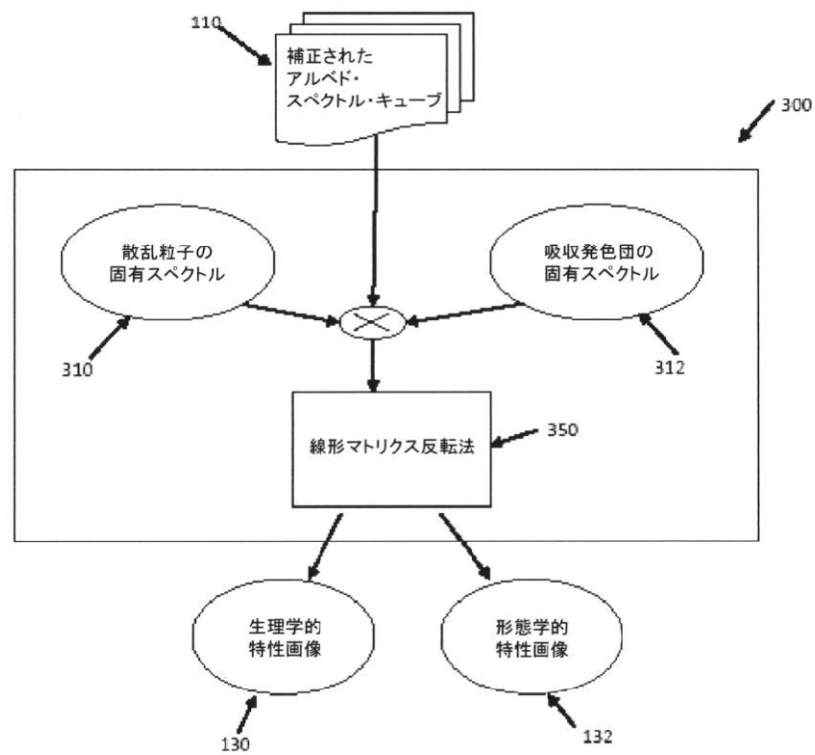 110
補正された
アルベド・
スペクトル・キューブ
300
散乱粒子の
固有スペクトル
吸収発色団の
固有スペクトル
310
312
線形マトリクス反転法
350
生理学的
特性画像
形態学的
特性画像
130
132